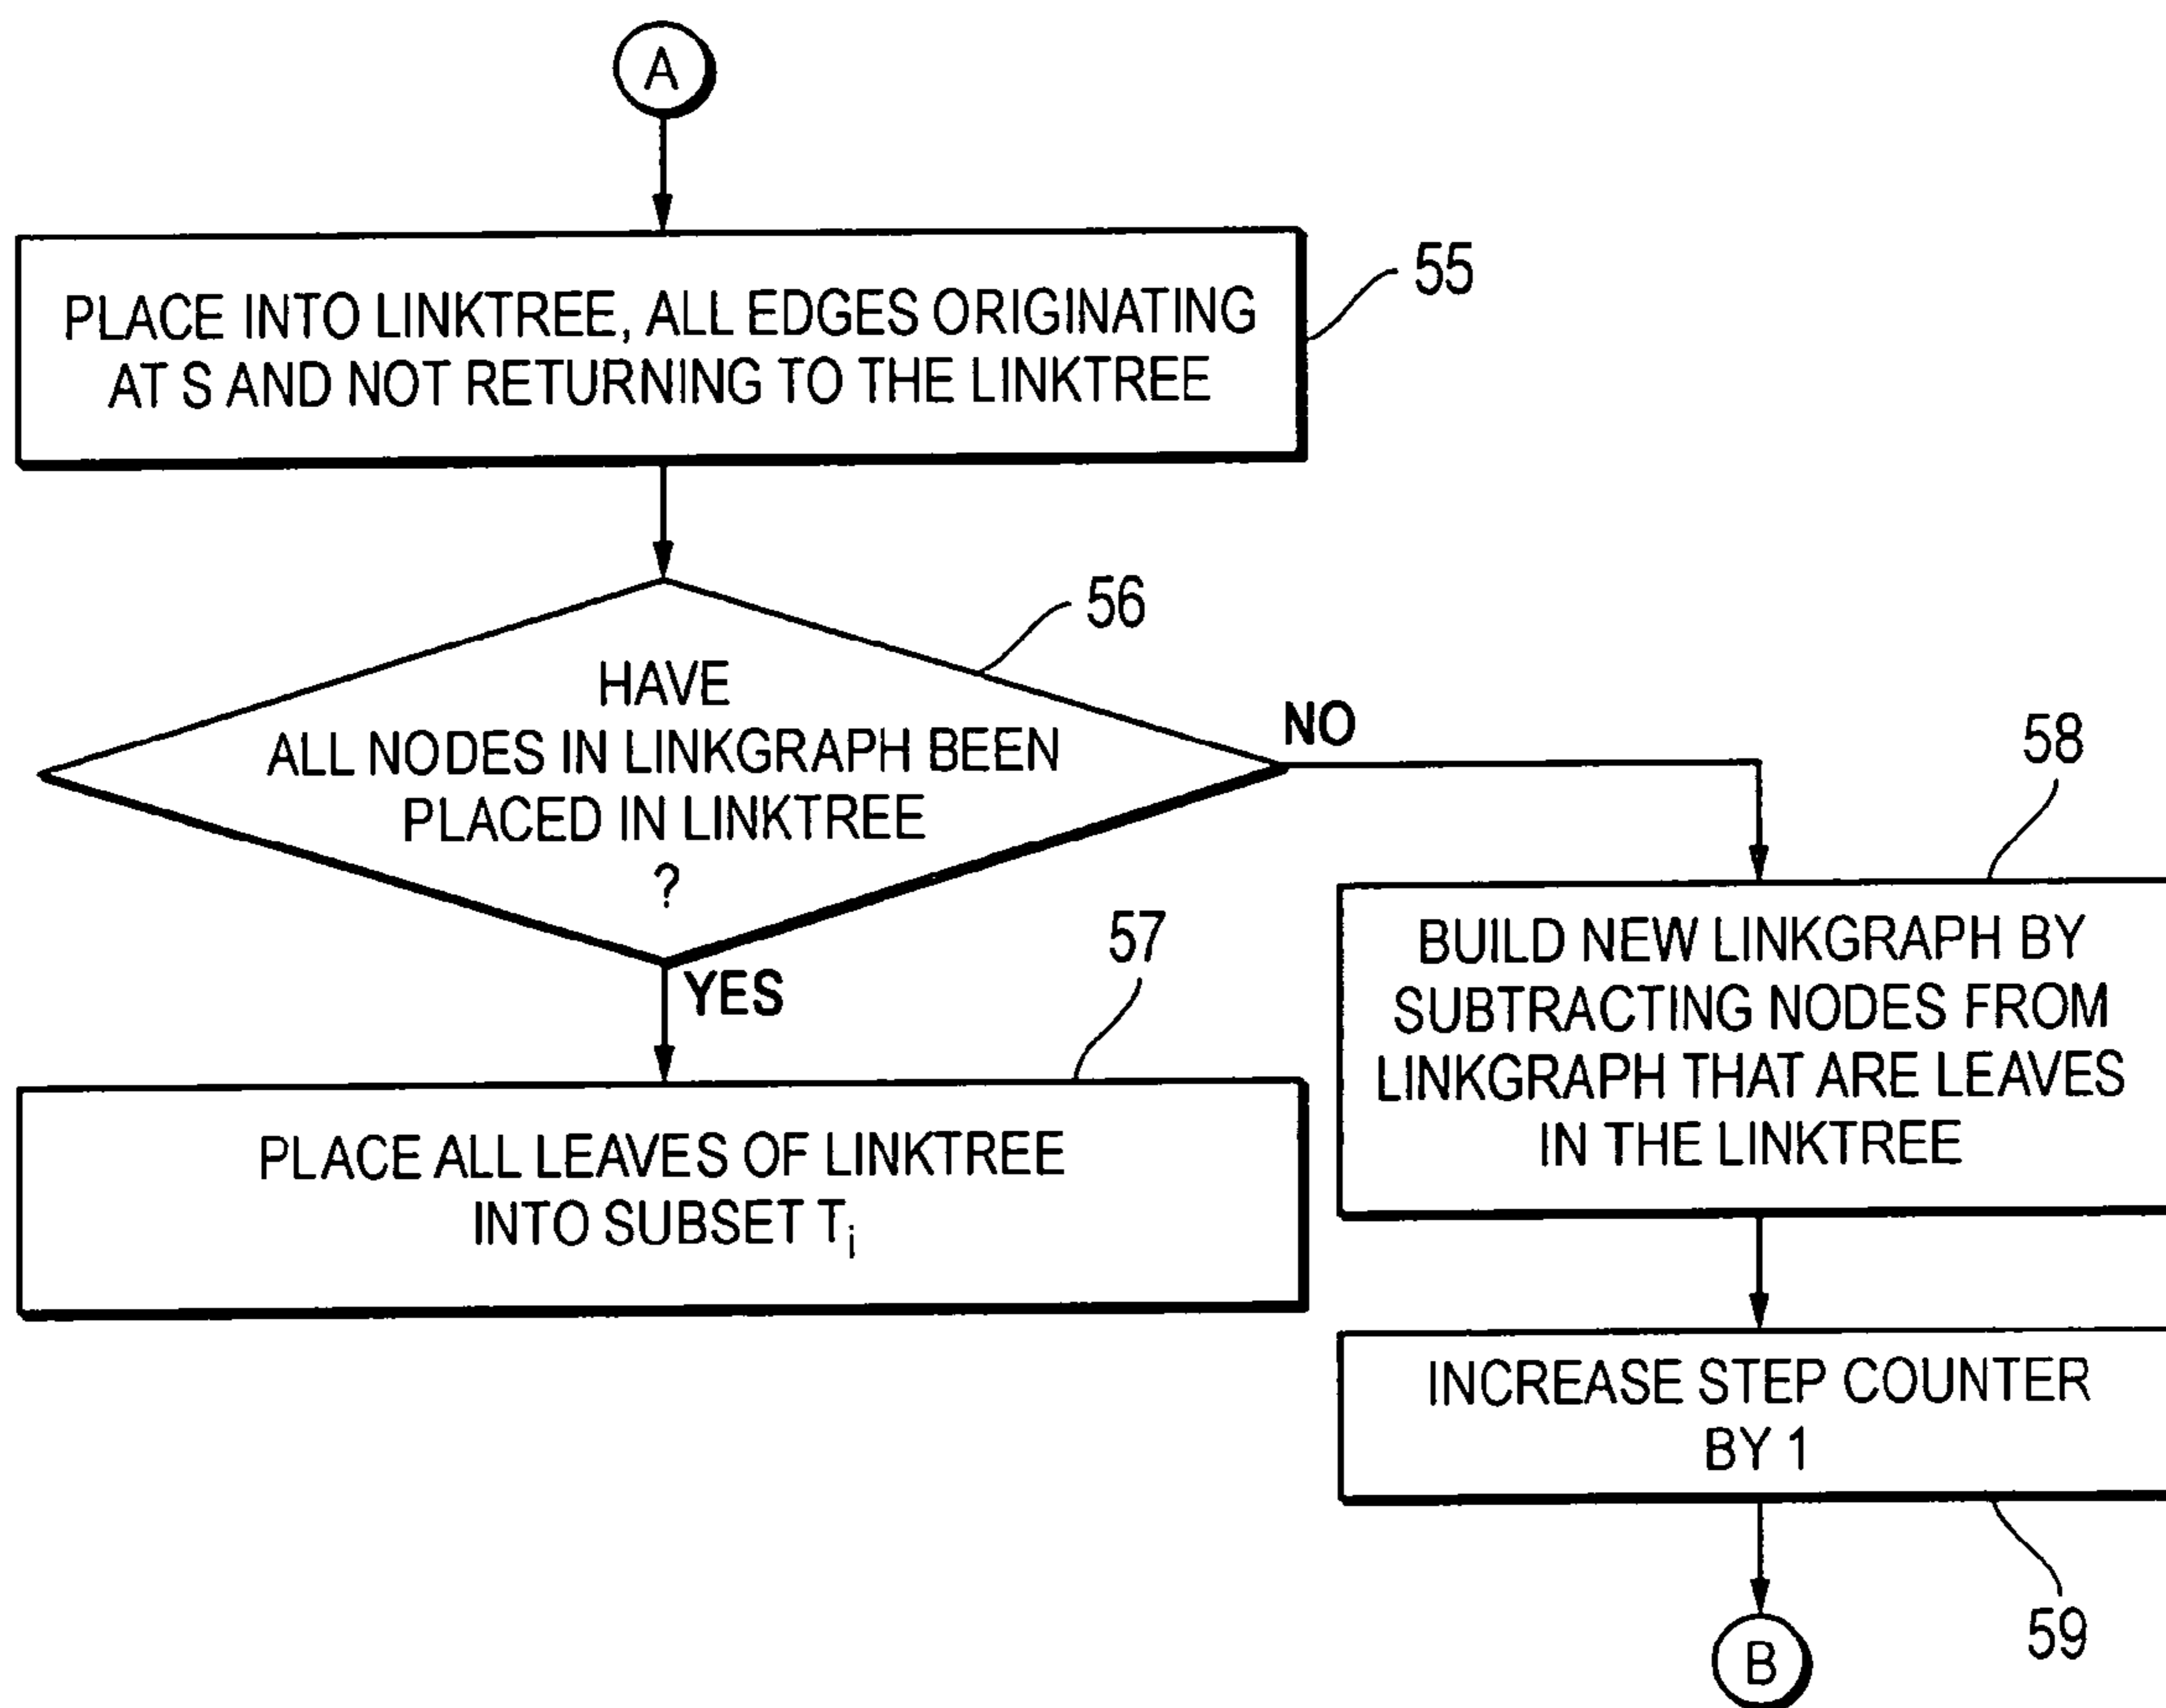 A
PLACE INTO LINKTREE, ALL EDGES ORIGINATING
AT S AND NOT RETURNING TO THE LINKTREE
55
HAVE
ALL NODES IN LINKGRAPH BEEN
PLACED IN LINKTREE
?
56
NO
YES
57
PLACE ALL LEAVES OF LINKTREE
INTO SUBSET Ti
58
BUILD NEW LINKGRAPH BY
SUBTRACTING NODES FROM
LINKGRAPH THAT ARE LEAVES
IN THE LINKTREE
INCREASE STEP COUNTER
BY 1
59
B